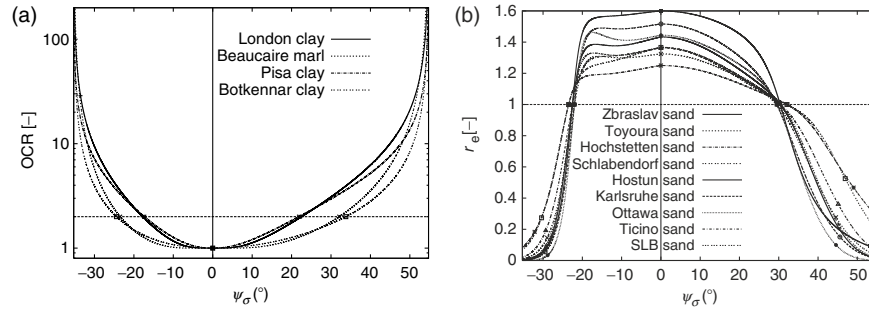 (a)
100
10
1
OCR [–]
London clay
Beaucaire marl
Pisa clay
Botkennar clay
−30 −20 −10 0 10 20 30 40 50
ψσ (°)
(b)
1.6
1.4
1.2
1
0.8
0.6
0.4
0.2
0
r e [–]
Zbraslav sand
Toyoura sand
Hochstetten sand
Schlabendorf sand
Hostun sand
Karlsruhe sand
Ottawa sand
Ticino sand
SLB sand
−30 −20 −10 0 10 20 30 40 50
ψσ (°)